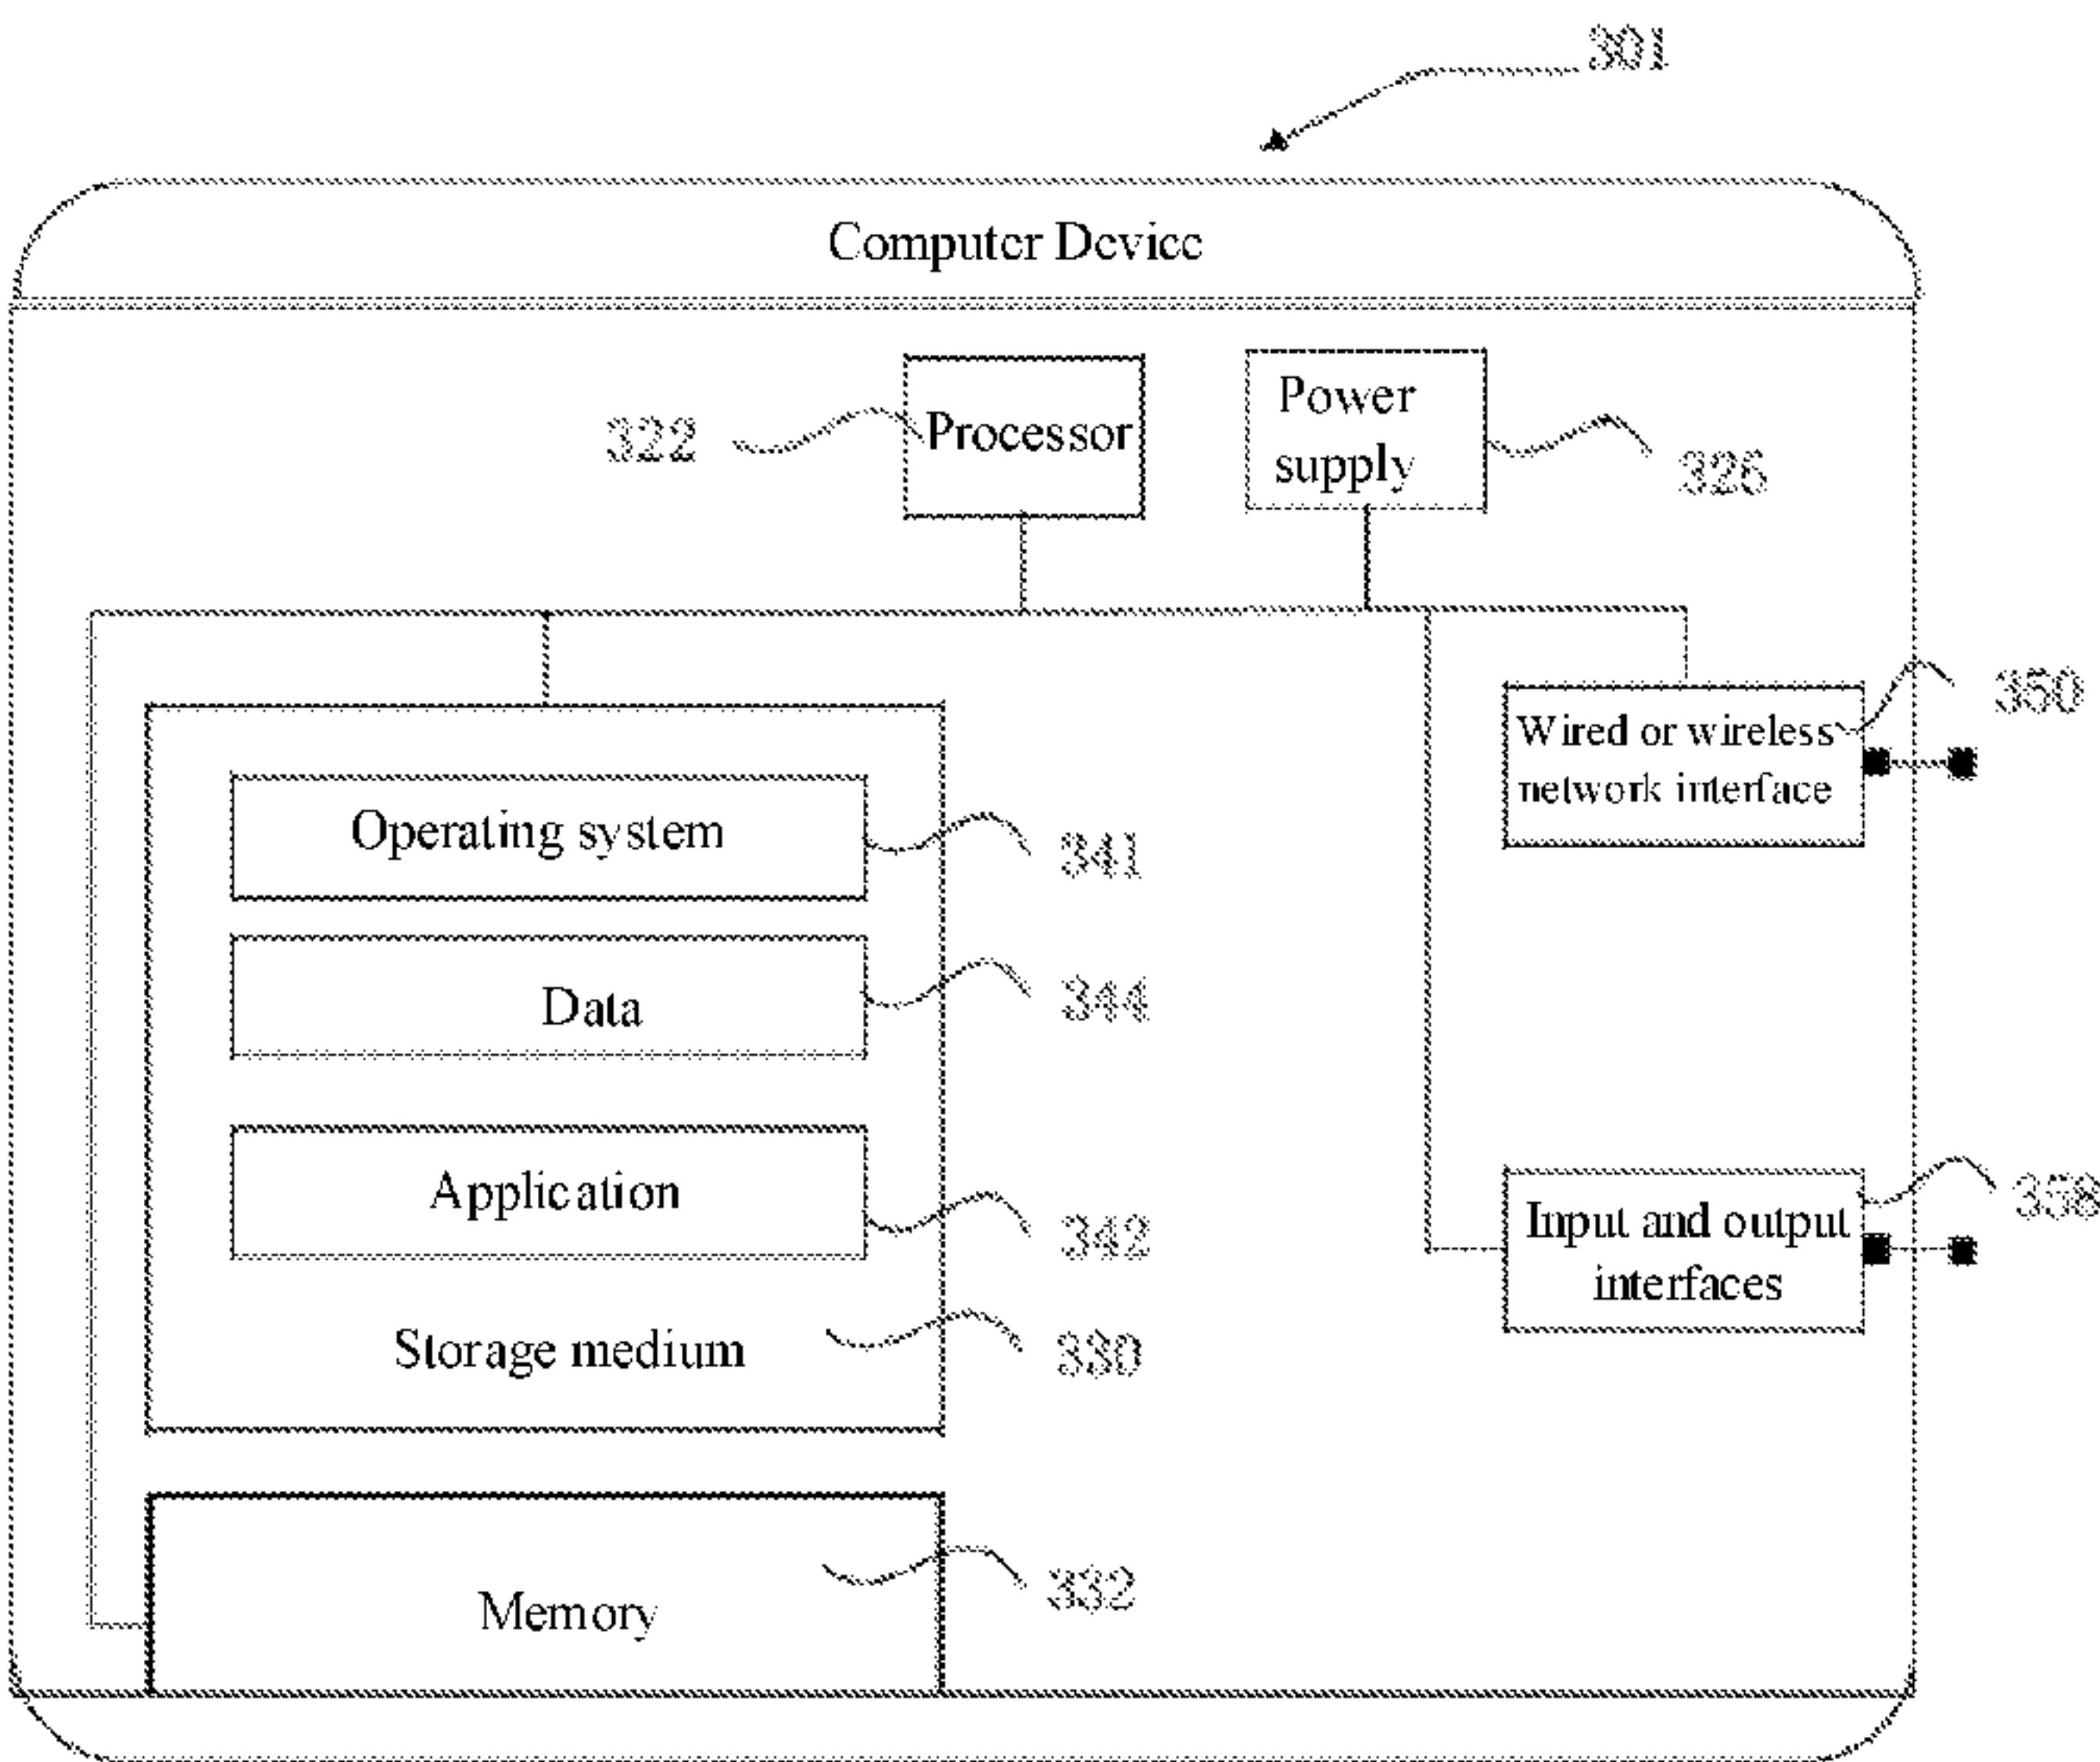 301
Computer Device
Processor
322
Power
supply
326
Wired or wireless
network interface
350
Operating system
341
Data
344
Application
342
Storage medium
330
Input and output
interfaces
358
Memory
332